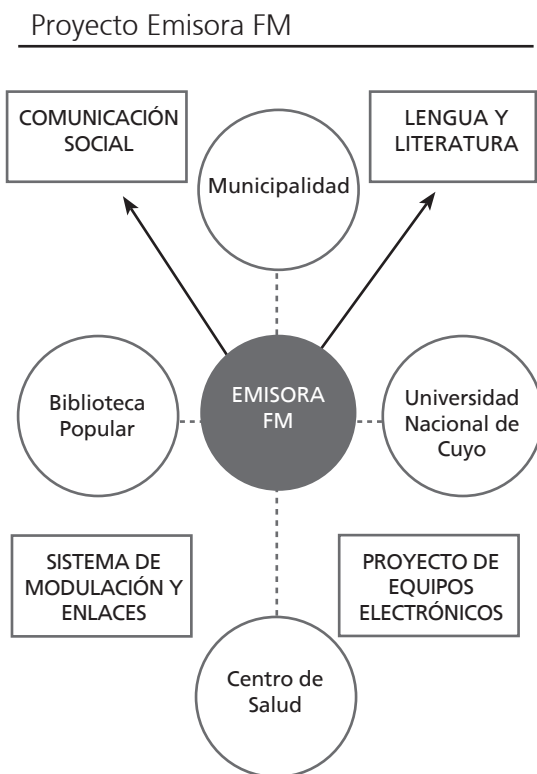 Proyecto Emisora FM
COMUNICACIÓN
SOCIAL
Municipalidad
LENGUA Y
LITERATURA
Biblioteca
Popular
EMISORA
FM
Universidad
Nacional de
Cuyo
SISTEMA DE
MODULACIÓN Y
ENLACES
PROYECTO DE
EQUIPOS
ELECTRÓNICOS
Centro de
Salud